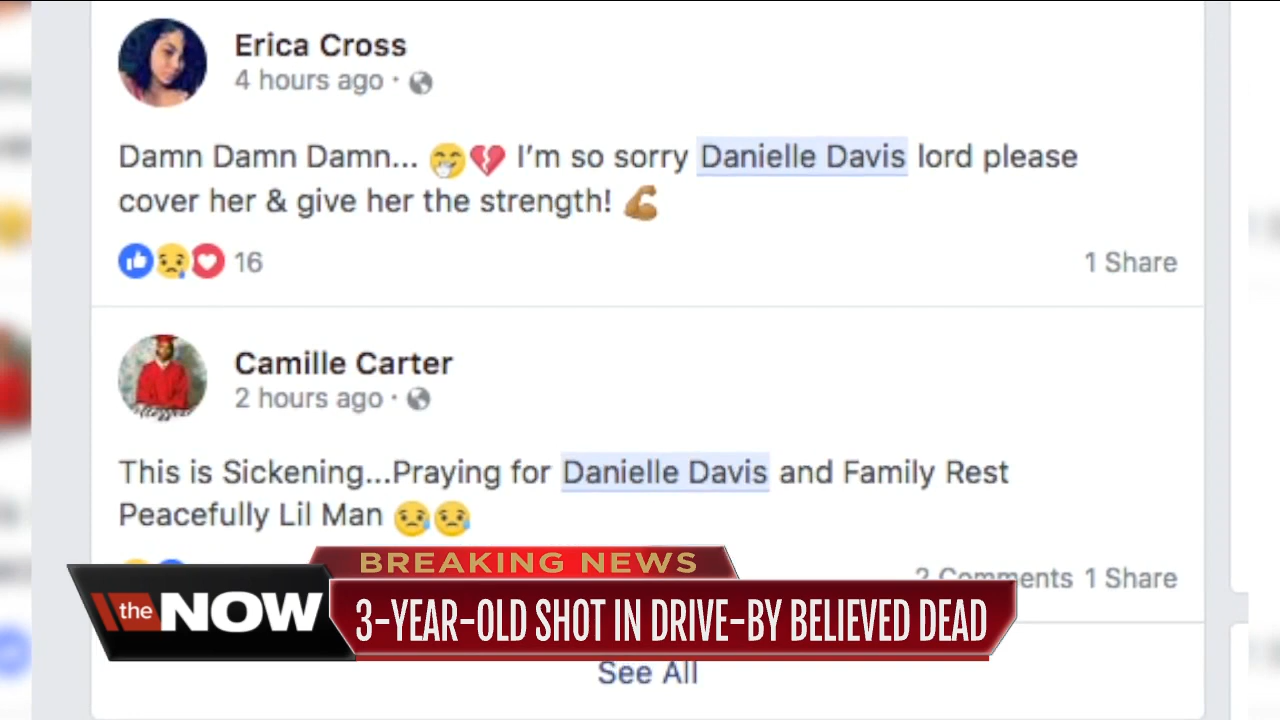 Erica Cross
4 hours ago ·
Damn Damn Damn... 🤭💔 I'm so sorry Danielle Davis lord please
cover her & give her the strength! 💪🏾
16
1 Share
Camille Carter
2 hours ago ·
This is Sickening...Praying for Danielle Davis and Family Rest
Peacefully Lil Man 😢😢
2 Comments 1 Share
BREAKING NEWS
the NOW
3-YEAR-OLD SHOT IN DRIVE-BY BELIEVED DEAD
See All